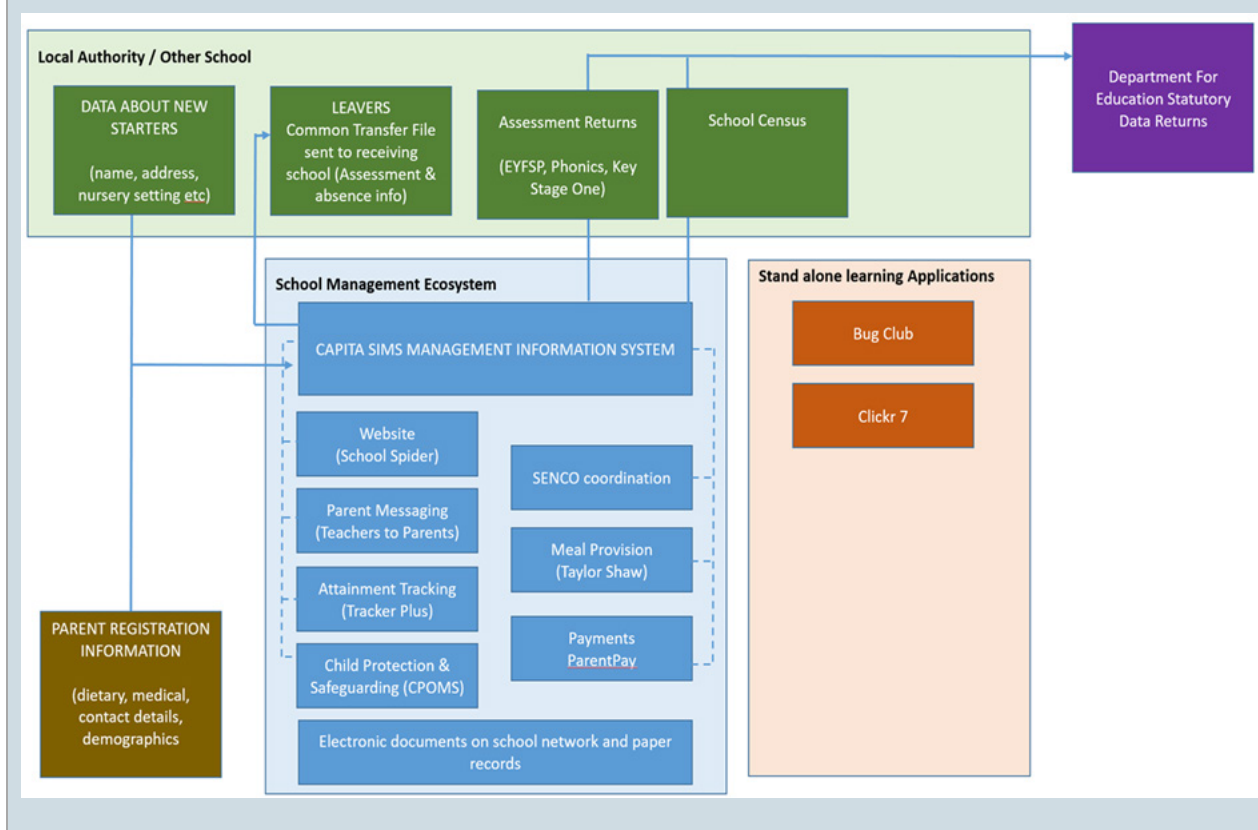 Local Authority / Other School
DATA ABOUT NEW
STARTERS
(name, address,
nursery setting etc)
LEAVERS
Common Transfer File
sent to receiving
school (Assessment &
absence info)
Assessment Returns
(EYFSP, Phonics, Key
Stage One)
School Census
Department For
Education Statutory
Data Returns
School Management Ecosystem
CAPITA SIMS MANAGEMENT INFORMATION SYSTEM
Website
(School Spider)
Parent Messaging
(Teachers to Parents)
Attainment Tracking
(Tracker Plus)
Child Protection &
Safeguarding (CPOMS)
SENCO coordination
Meal Provision
(Taylor Shaw)
Payments
ParentPay
Electronic documents on school network and paper
records
Stand alone learning Applications
Bug Club
Clickr 7
PARENT REGISTRATION
INFORMATION
(dietary, medical,
contact details,
demographics